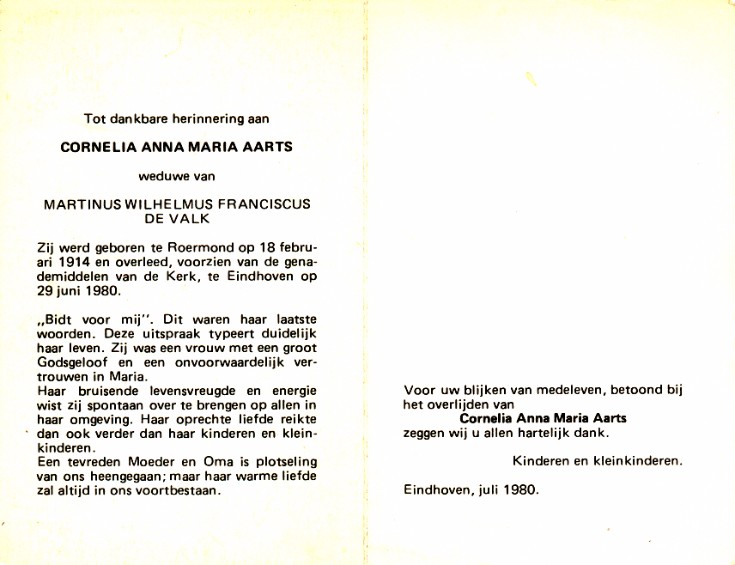 Tot dankbare herinnering aan
CORNELIA ANNA MARIA AARTS
weduwe van
MARTINUS WILHELMUS FRANCISCUS
DE VALK
Zij werd geboren te Roermond op 18 febru-
ari 1914 en overleed, voorzien van de gena-
demiddelen van de Kerk, te Eindhoven op
29 juni 1980.
„Bidt voor mij". Dit waren haar laatste
woorden. Deze uitspraak typeert duidelijk
haar leven. Zij was een vrouw met een groot
Godsgeloof en een onvoorwaardelijk ver-
trouwen in Maria.
Haar bruisende levensvreugde en energie
wist zij spontaan over te brengen op allen in
haar omgeving. Haar oprechte liefde reikte
dan ook verder dan haar kinderen en klein-
kinderen.
Een tevreden Moeder en Oma is plotseling
van ons heengegaan; maar haar warme liefde
zal altijd in ons voortbestaan.
Voor uw blijken van medeleven, betoond bij
het overlijden van
Cornelia Anna Maria Aarts
zeggen wij u allen hartelijk dank.
Kinderen en kleinkinderen.
Eindhoven, juli 1980.